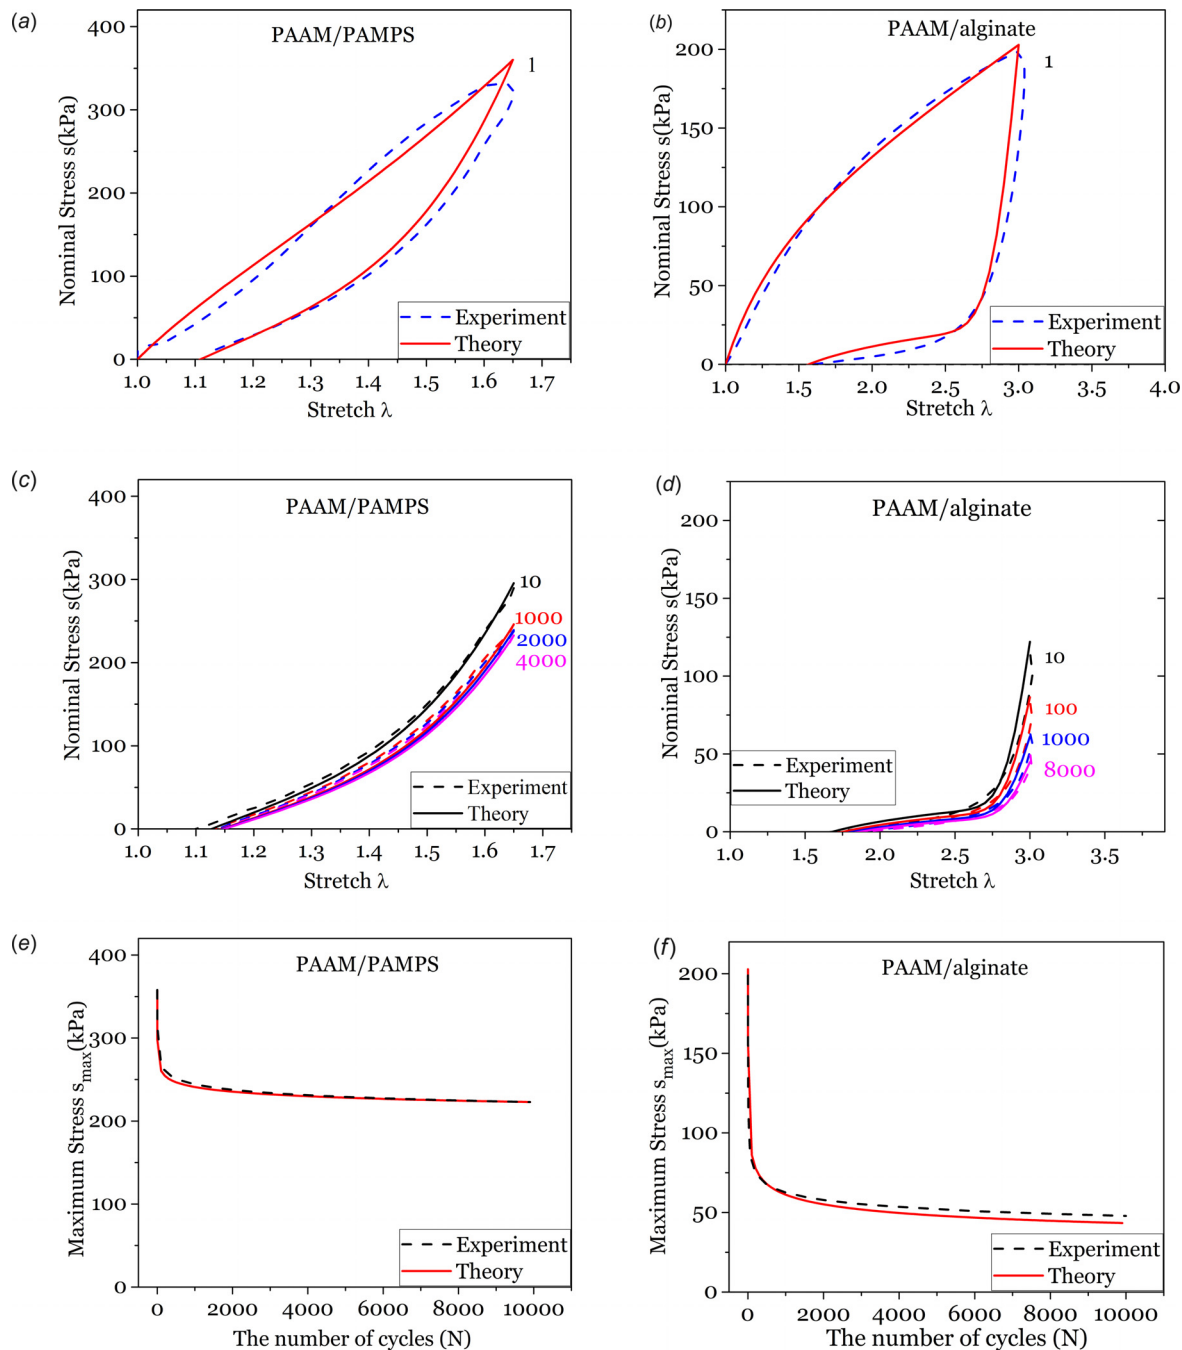 (a)
PAAM/PAMPS
400
300
200
100
0
1
Nominal Stress s(kPa)
Experiment
Theory
1.0 1.1 1.2 1.3 1.4 1.5 1.6 1.7
Stretch λ
(b)
PAAM/alginate
200
150
100
50
0
1
Nominal Stress s(kPa)
Experiment
Theory
1.0 1.5 2.0 2.5 3.0 3.5 4.0
Stretch λ
(c)
PAAM/PAMPS
400
300
200
100
0
10
1000
2000
4000
Nominal Stress s(kPa)
Experiment
Theory
1.0 1.1 1.2 1.3 1.4 1.5 1.6 1.7
Stretch λ
(d)
PAAM/alginate
200
150
100
50
0
10
100
1000
8000
Nominal Stress s(kPa)
Experiment
Theory
1.0 1.5 2.0 2.5 3.0 3.5
Stretch λ
(e)
PAAM/PAMPS
400
300
200
100
0
Maximum Stress smax(kPa)
Experiment
Theory
0 2000 4000 6000 8000 10000
The number of cycles (N)
(f)
PAAM/alginate
200
150
100
50
0
Maximum Stress smax(kPa)
Experiment
Theory
0 2000 4000 6000 8000 10000
The number of cycles (N)